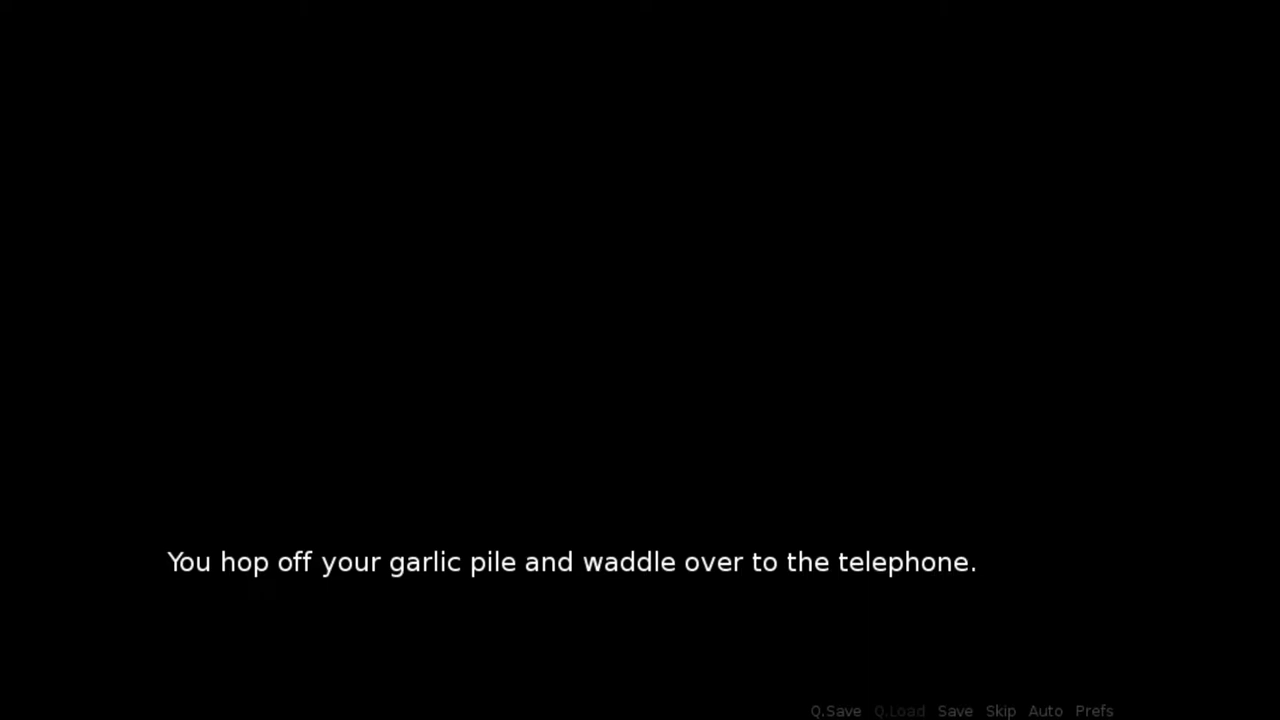 You hop off your garlic pile and waddle over to the telephone.
Q.Save Q.Load Save Skip Auto Prefs